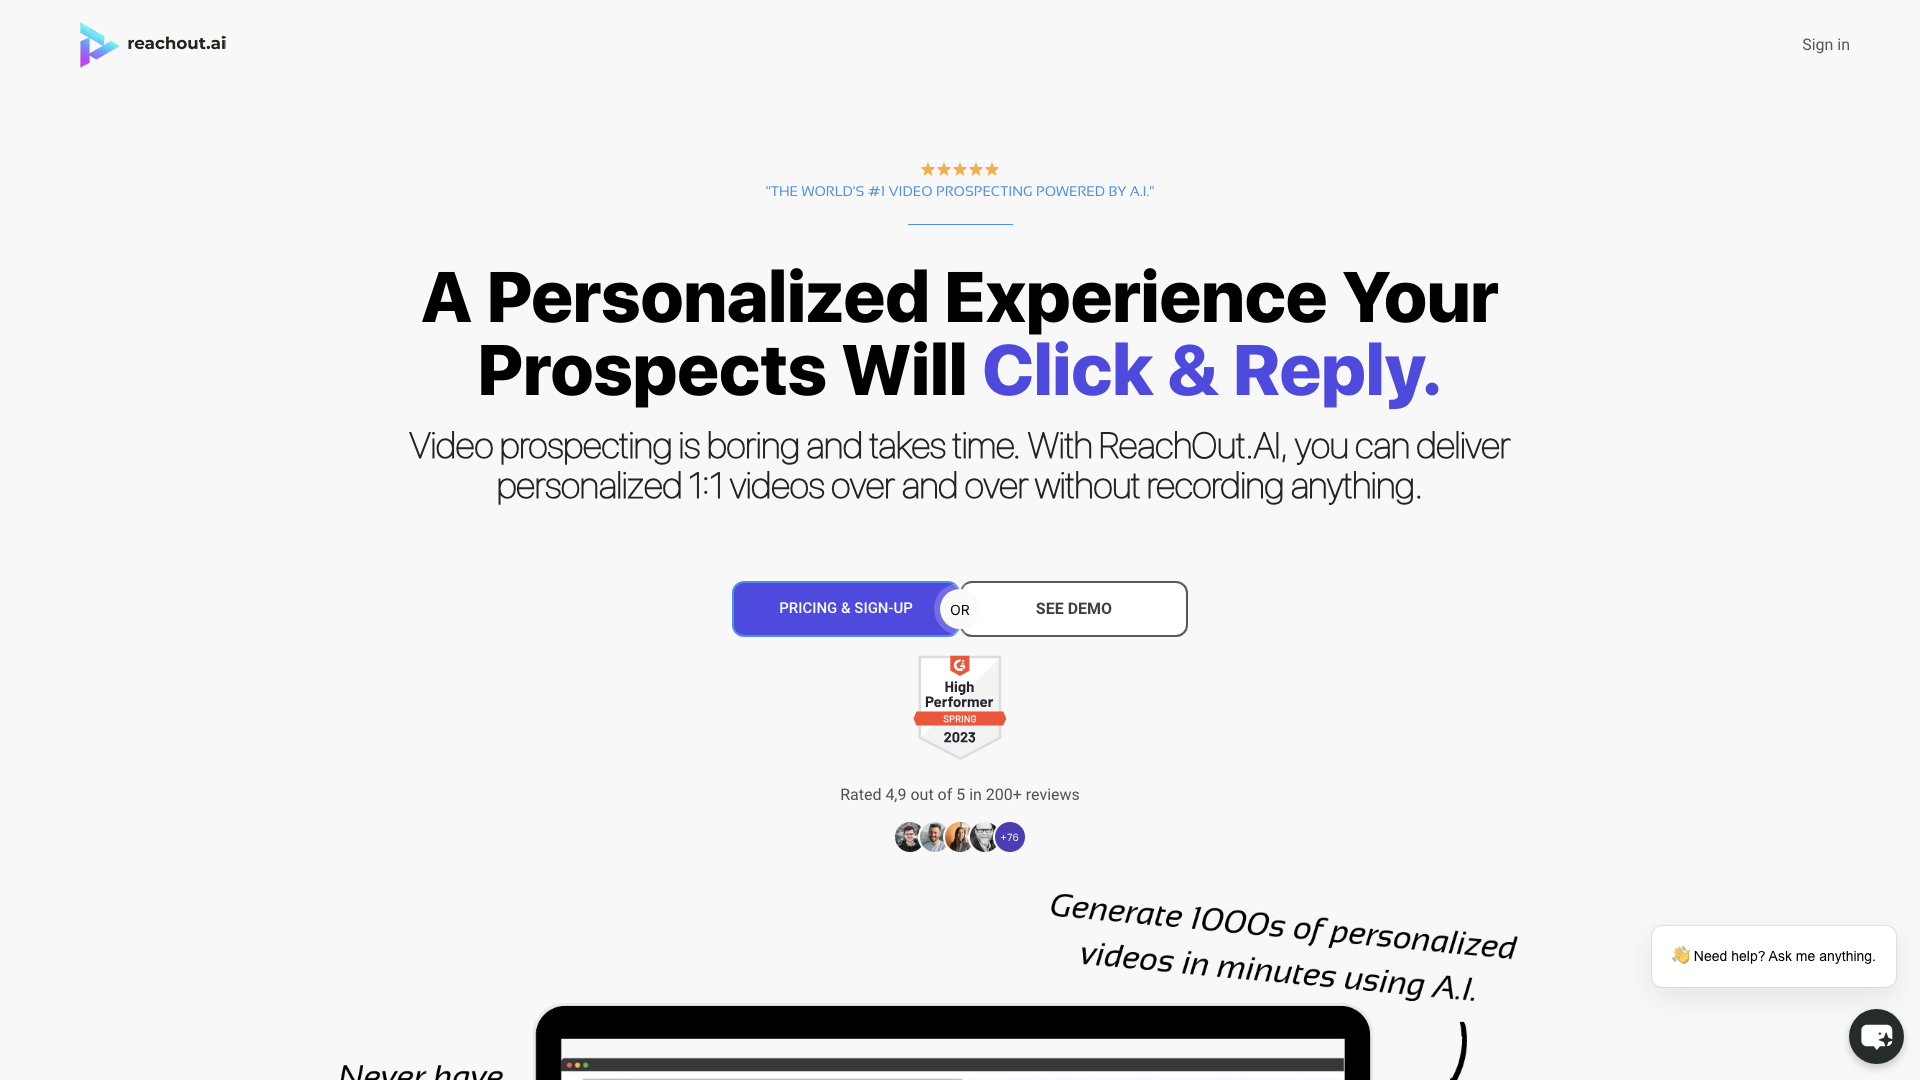 reachout.ai
Sign in
"THE WORLD'S #1 VIDEO PROSPECTING POWERED BY A.I."
A Personalized Experience Your
Prospects Will Click & Reply.
Video prospecting is boring and takes time. With ReachOut.AI, you can deliver
personalized 1:1 videos over and over without recording anything.
PRICING & SIGN-UP
OR
SEE DEMO
High
Performer
SPRING
2023
Rated 4,9 out of 5 in 200+ reviews
+76
Generate 1000s of personalized
videos in minutes using A.I.
👋 Need help? Ask me anything.
Never have